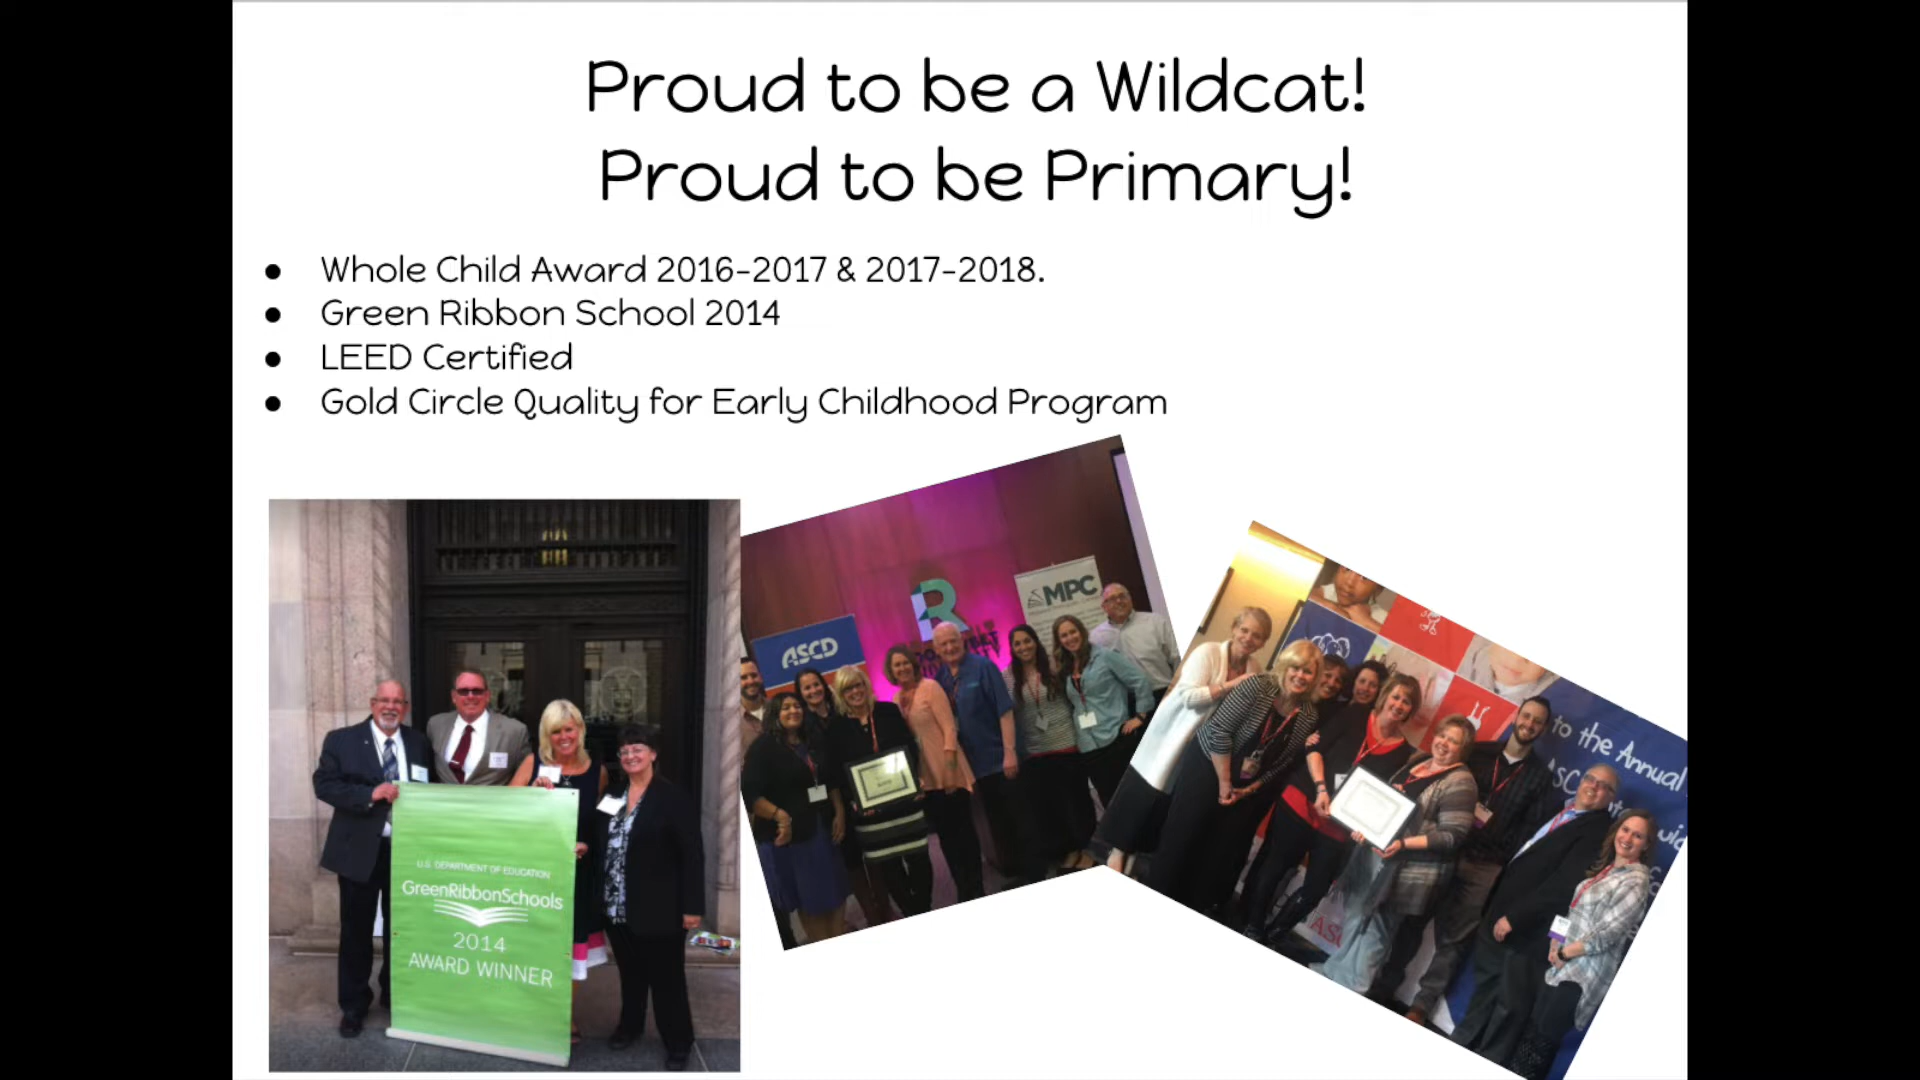 Proud to be a Wildcat!
Proud to be Primary!
● Whole Child Award 2016-2017 & 2017-2018.
● Green Ribbon School 2014
● LEED Certified
● Gold Circle Quality for Early Childhood Program
U.S. DEPARTMENT OF EDUCATION
GreenRibbonSchools
2014
AWARD WINNER
ASCD
R
MPC
to the Annual